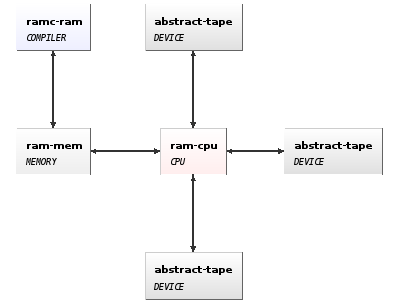 ramc-ram
COMPILER
abstract-tape
DEVICE
ram-mem
MEMORY
ram-cpu
CPU
abstract-tape
DEVICE
abstract-tape
DEVICE